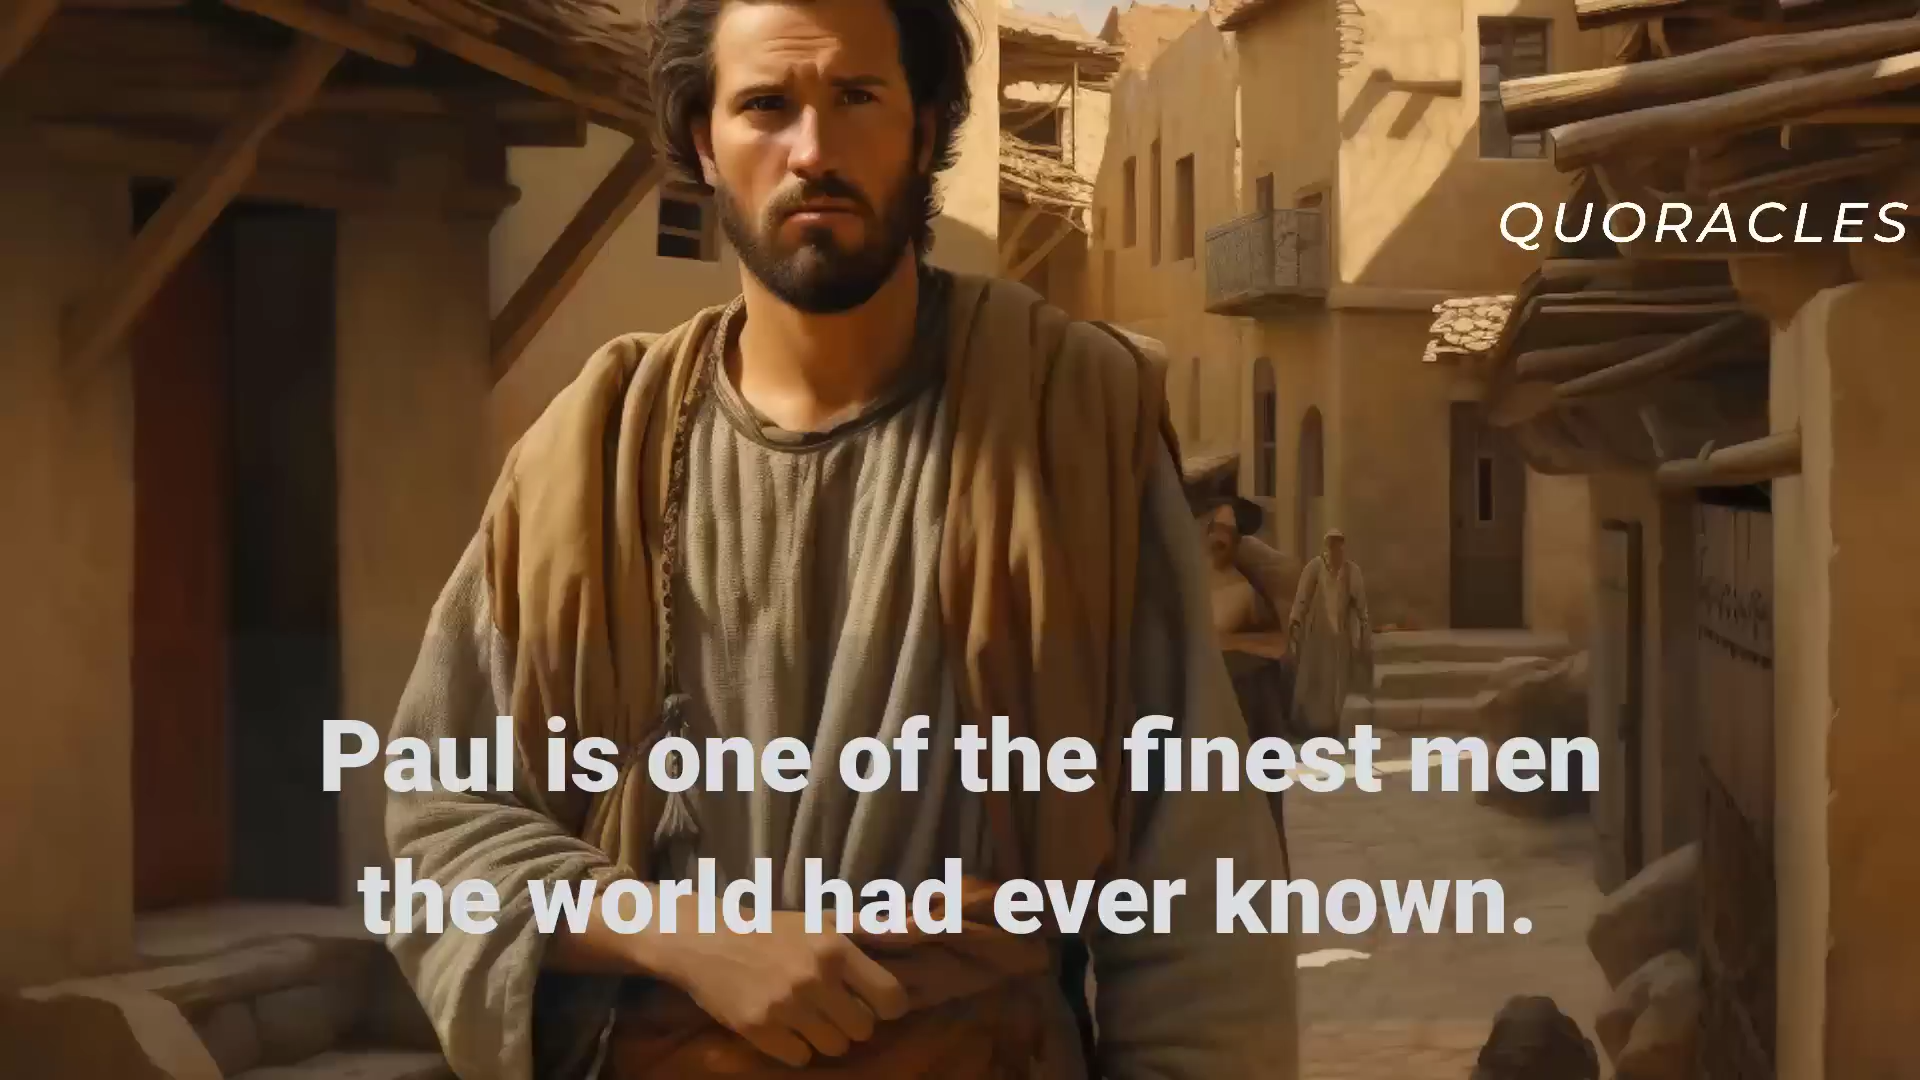 QUORACLES
Paul is one of the finest men
the world had ever known.